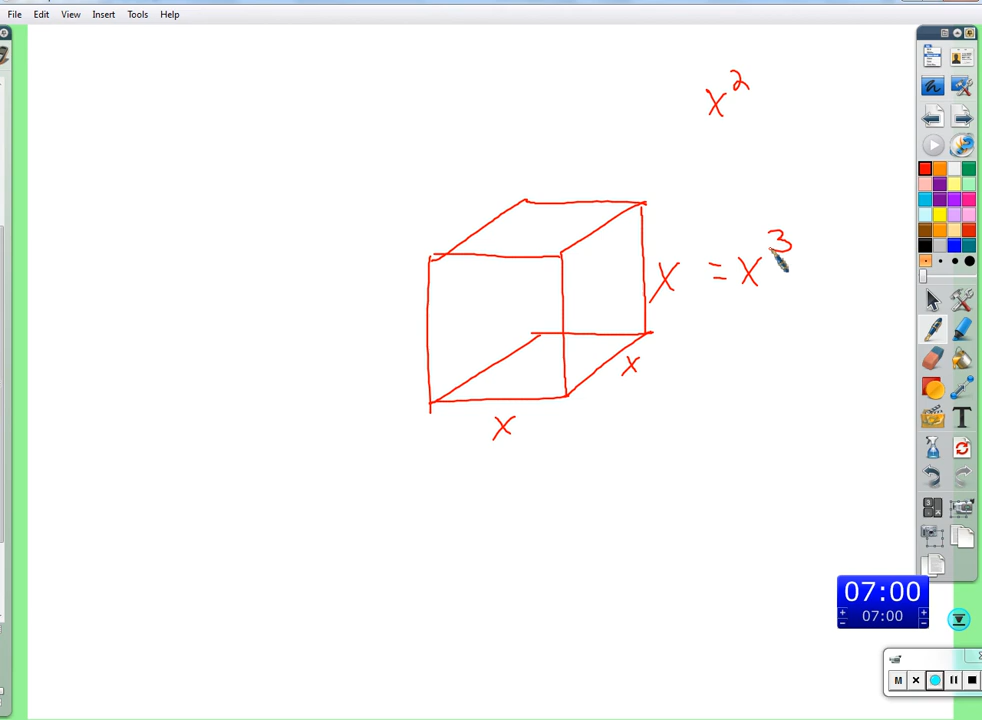 File Edit View Insert Tools Help
x²
x = x³
x
x
07:00
07:00
M